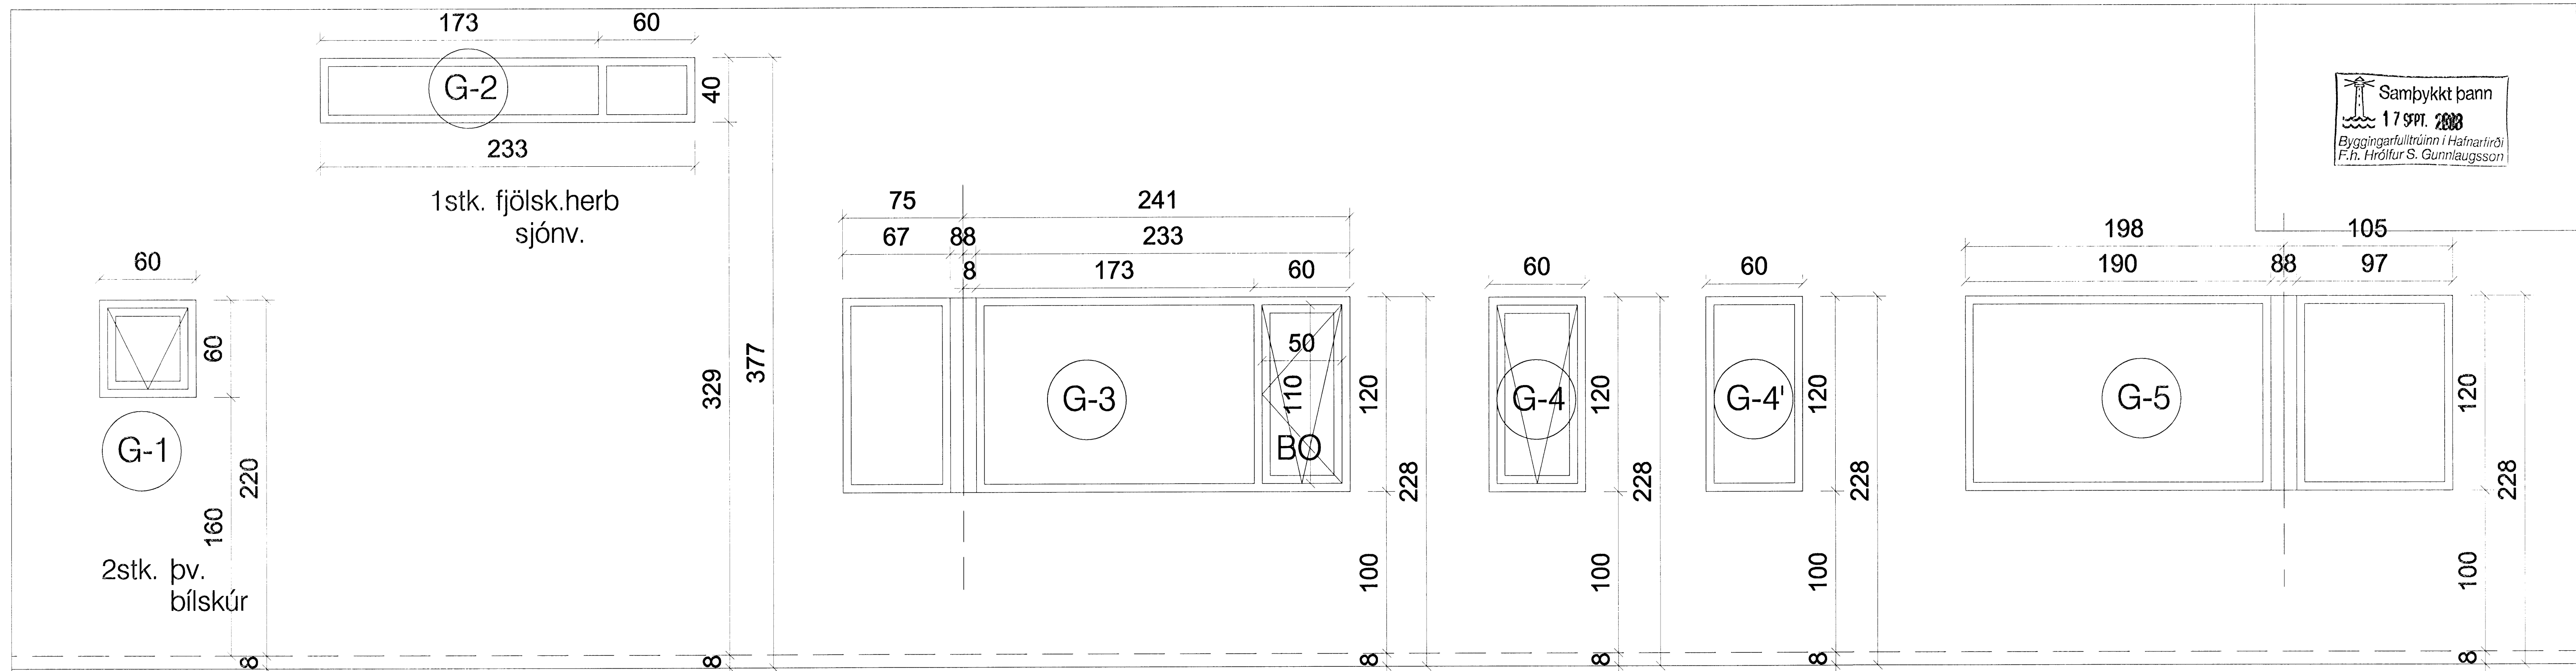 173 60
G-2
40
233
1stk. fjölsk.herb
sjónv.
329
377
8
60
60
G-1
220
160
2stk. þv.
bílskúr
8
75 241
67 88 233
8 173 60
50
110
G-3
BO
120
228
100
8
60
G-4
120
228
100
8
60
G-4'
120
228
100
8
198 105
190 88 97
G-5
120
228
100
8
Samþykkt þann
17 SEPT.
Byggingarfulltrúinn í Hafnarfirði
F.h. Hrólfur S. Gunnlaugsson